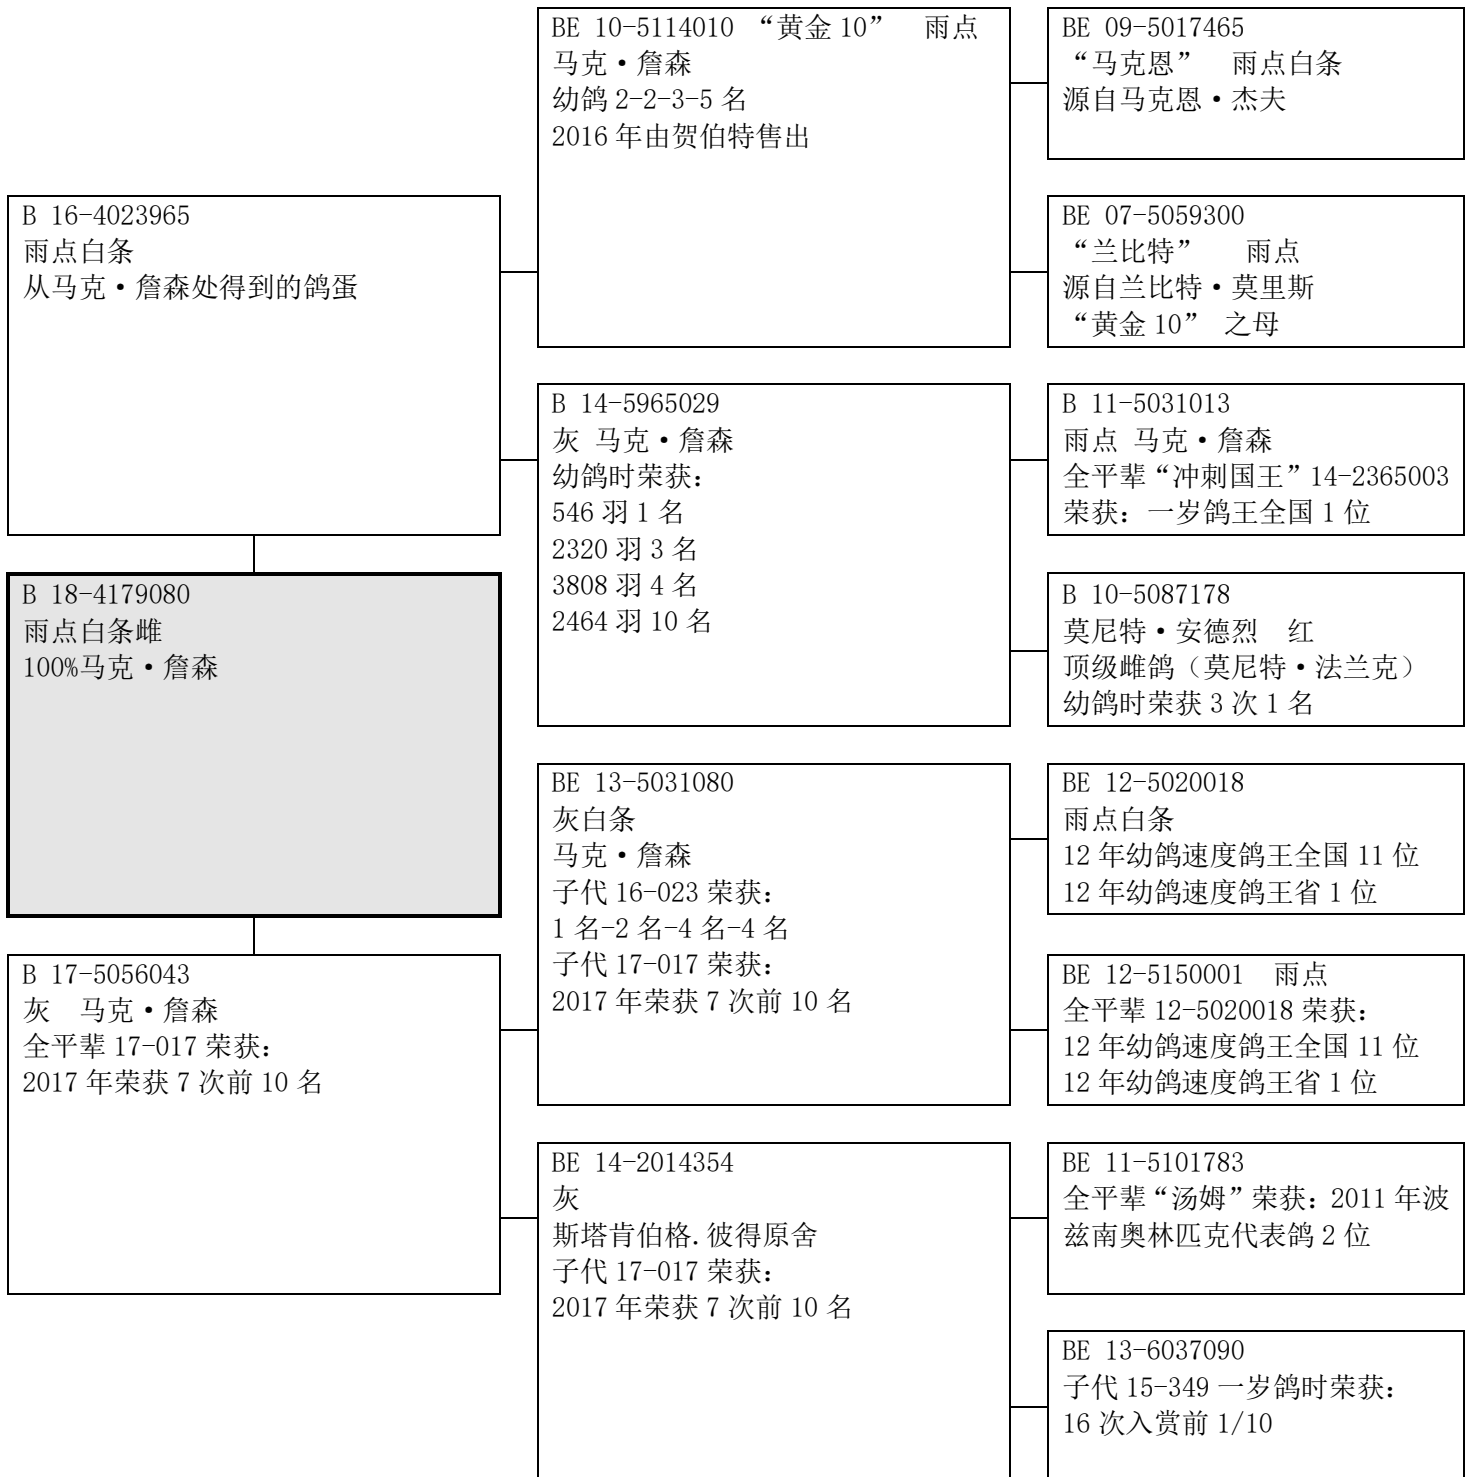 B 16-4023965
雨点白条
从马克·詹森处得到的鸽蛋
B 18-4179080
雨点白条雌
100%马克·詹森
B 17-5056043
灰 马克·詹森
全平辈 17-017 荣获：
2017 年荣获 7 次前 10 名
BE 10-5114010 “黄金 10” 雨点
马克·詹森
幼鸽 2-2-3-5 名
2016 年由贺伯特售出
B 14-5965029
灰 马克·詹森
幼鸽时荣获：
546 羽 1 名
2320 羽 3 名
3808 羽 4 名
2464 羽 10 名
BE 13-5031080
灰白条
马克·詹森
子代 16-023 荣获：
1 名-2 名-4 名-4 名
子代 17-017 荣获：
2017 年荣获 7 次前 10 名
BE 14-2014354
灰
斯塔肯伯格.彼得原舍
子代 17-017 荣获：
2017 年荣获 7 次前 10 名
BE 09-5017465
“马克恩” 雨点白条
源自马克恩·杰夫
BE 07-5059300
“兰比特” 雨点
源自兰比特·莫里斯
“黄金 10” 之母
B 11-5031013
雨点 马克·詹森
全平辈“冲刺国王”14-2365003
荣获：一岁鸽王全国 1 位
B 10-5087178
莫尼特·安德烈 红
顶级雌鸽（莫尼特·法兰克）
幼鸽时荣获 3 次 1 名
BE 12-5020018
雨点白条
12 年幼鸽速度鸽王全国 11 位
12 年幼鸽速度鸽王省 1 位
BE 12-5150001 雨点
全平辈 12-5020018 荣获：
12 年幼鸽速度鸽王全国 11 位
12 年幼鸽速度鸽王省 1 位
BE 11-5101783
全平辈“汤姆”荣获：2011 年波
兹南奥林匹克代表鸽 2 位
BE 13-6037090
子代 15-349 一岁鸽时荣获：
16 次入赏前 1/10